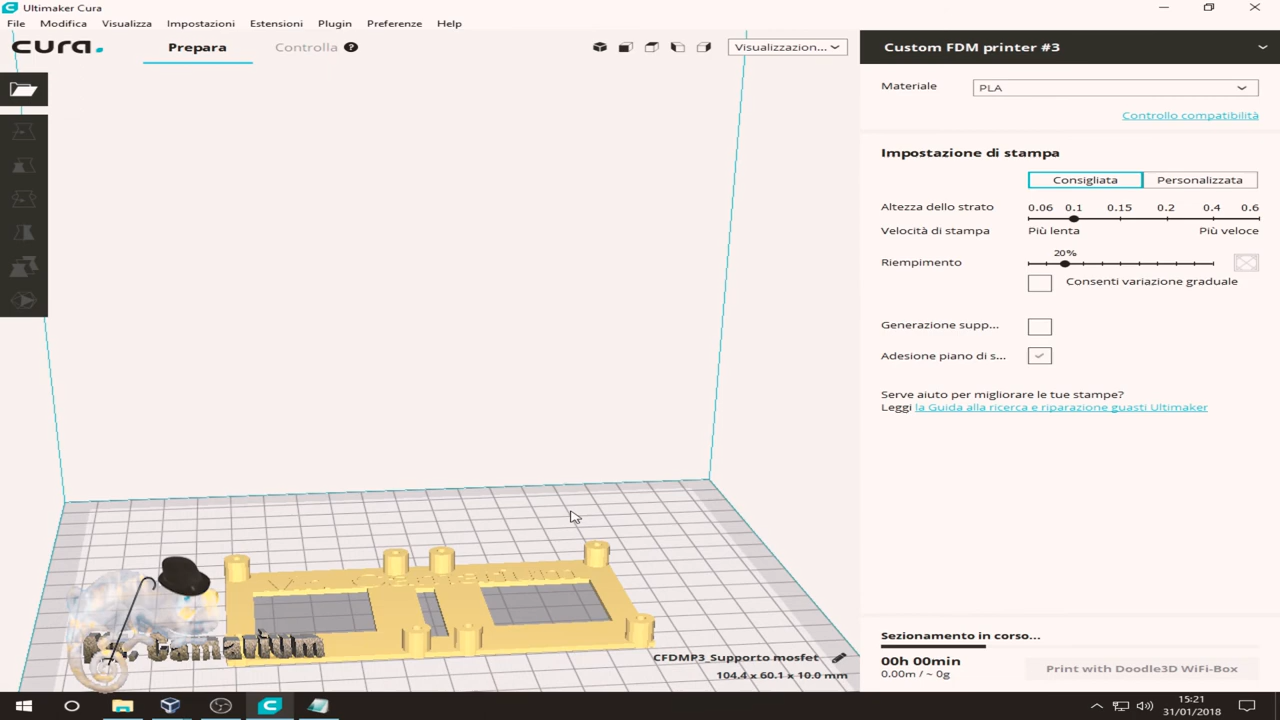 Ultimaker Cura
File Modifica Visualizza Impostazioni Estensioni Plugin Preferenze Help
cura. Prepara Controlla ? Visualizzazion...
Custom FDM printer #3
Materiale PLA
Controllo compatibilità
Impostazione di stampa
Consigliata Personalizzata
Altezza dello strato 0.06 0.1 0.15 0.2 0.4 0.6
Velocità di stampa Più lenta Più veloce
20%
Riempimento
Consenti variazione graduale
Generazione supp...
Adesione piano di s...
Serve aiuto per migliorare le tue stampe?
Leggi la Guida alla ricerca e riparazione guasti Ultimaker
CFDMP3_Supporto mosfet
104.4 x 60.1 x 10.0 mm
Sezionamento in corso...
00h 00min
0.00m / ~ 0g
Print with Doodle3D WiFi-Box
15:21
31/01/2018